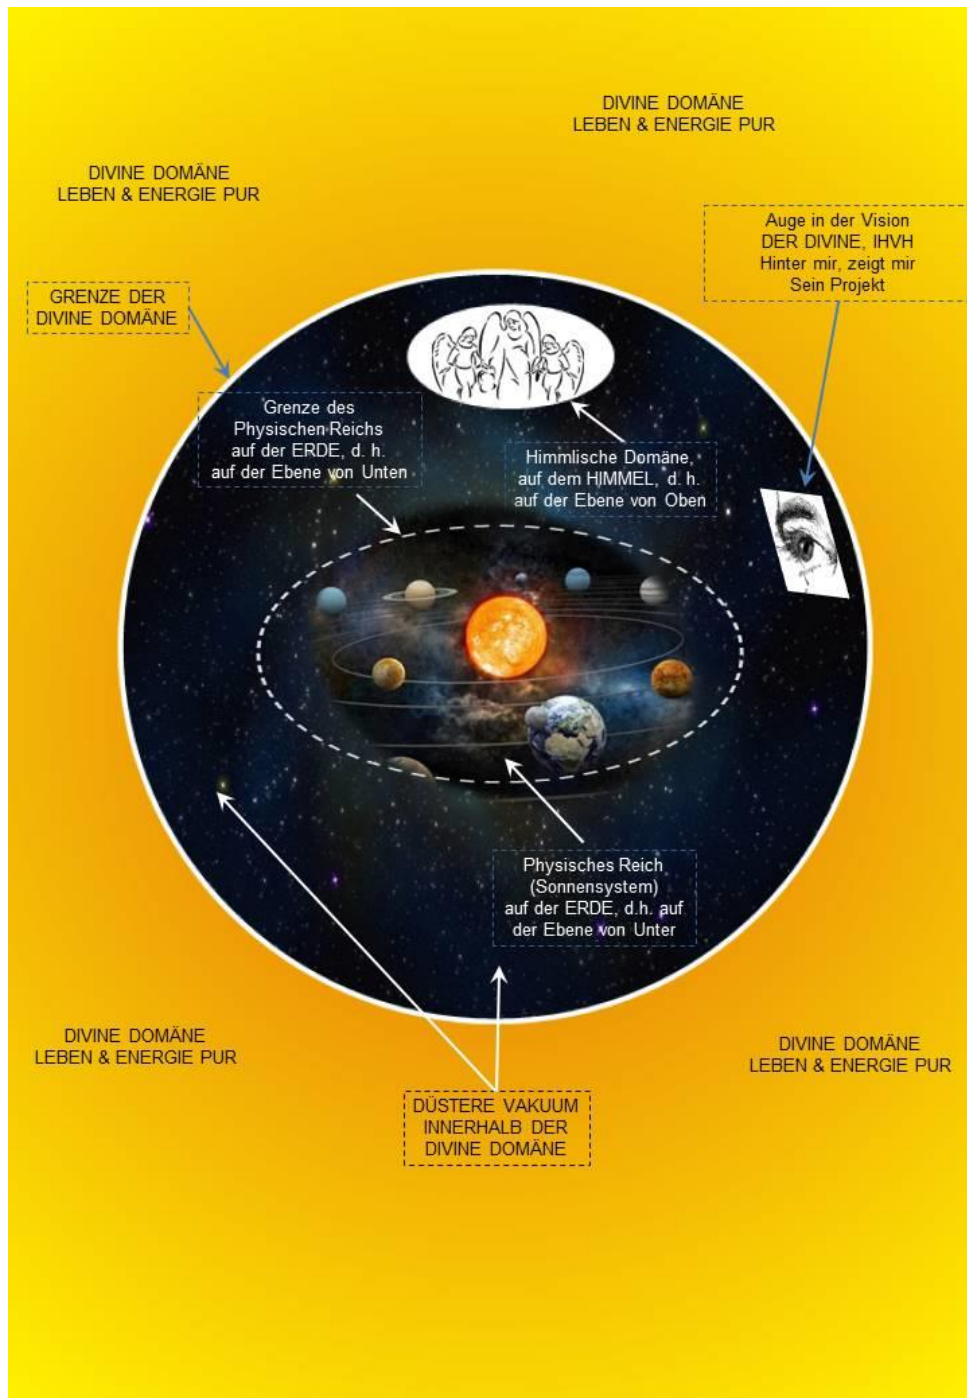 DIVINE DOMÄNE
LEBEN & ENERGIE PUR
DIVINE DOMÄNE
LEBEN & ENERGIE PUR
Auge in der Vision
DER DIVINE, IHVH
Hinter mir, zeigt mir
Sein Projekt
GRENZE DER
DIVINE DOMÄNE
Grenze des
Physischen Reichs
auf der ERDE, d. h.
auf der Ebene von Unten
Himmlische Domäne,
auf dem HIMMEL, d. h.
auf der Ebene von Oben
Physisches Reich
(Sonnensystem)
auf der ERDE, d.h. auf
der Ebene von Unter
DIVINE DOMÄNE
LEBEN & ENERGIE PUR
DIVINE DOMÄNE
LEBEN & ENERGIE PUR
DÜSTERE VAKUUM
INNERHALB DER
DIVINE DOMÄNE